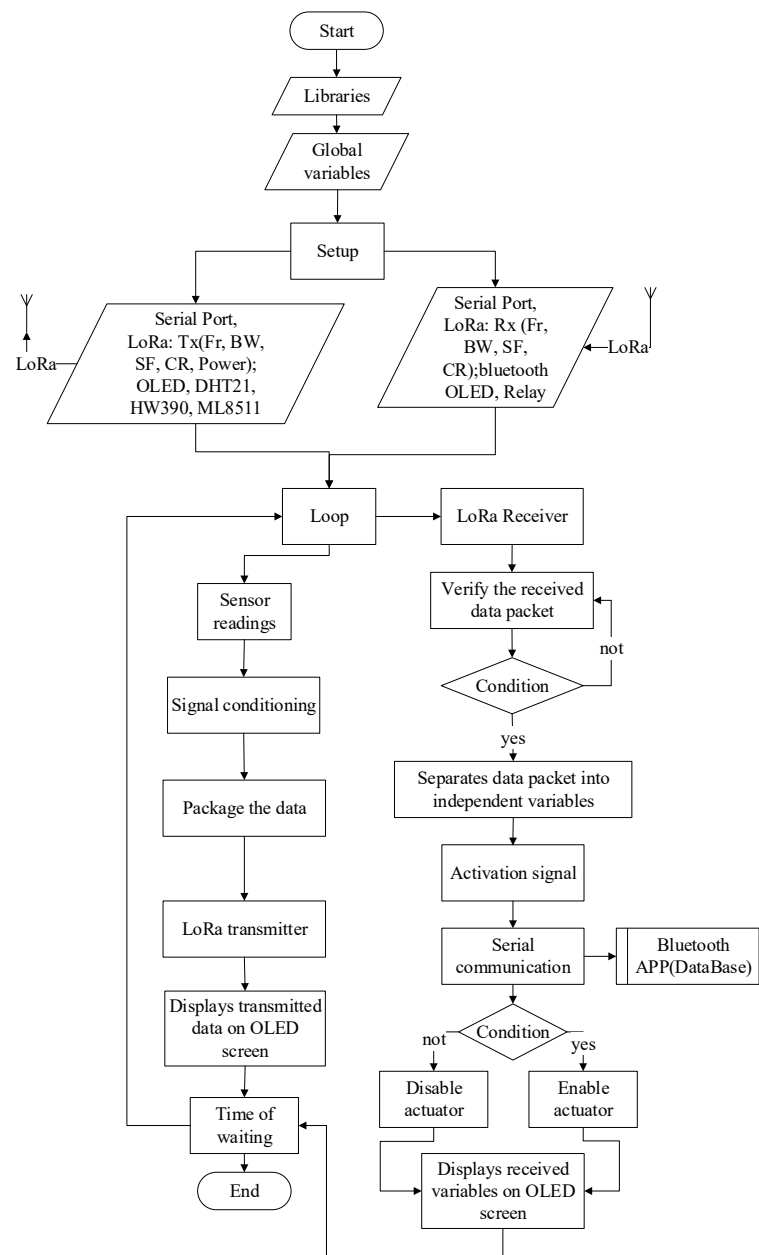 Start
Libraries
Global
variables
Setup
Serial Port,
LoRa: Tx(Fr, BW,
SF, CR, Power);
OLED, DHT21,
HW390, ML8511
LoRa
Serial Port,
LoRa: Rx (Fr,
BW, SF,
CR);bluetooth
OLED, Relay
LoRa
Loop
LoRa Receiver
Sensor
readings
Signal conditioning
Package the data
LoRa transmitter
Displays transmitted
data on OLED
screen
Time of
waiting
End
Verify the received
data packet
not
Condition
yes
Separates data packet into
independent variables
Activation signal
Serial
communication
Bluetooth
APP(DataBase)
Condition
not
yes
Disable
actuator
Enable
actuator
Displays received
variables on OLED
screen